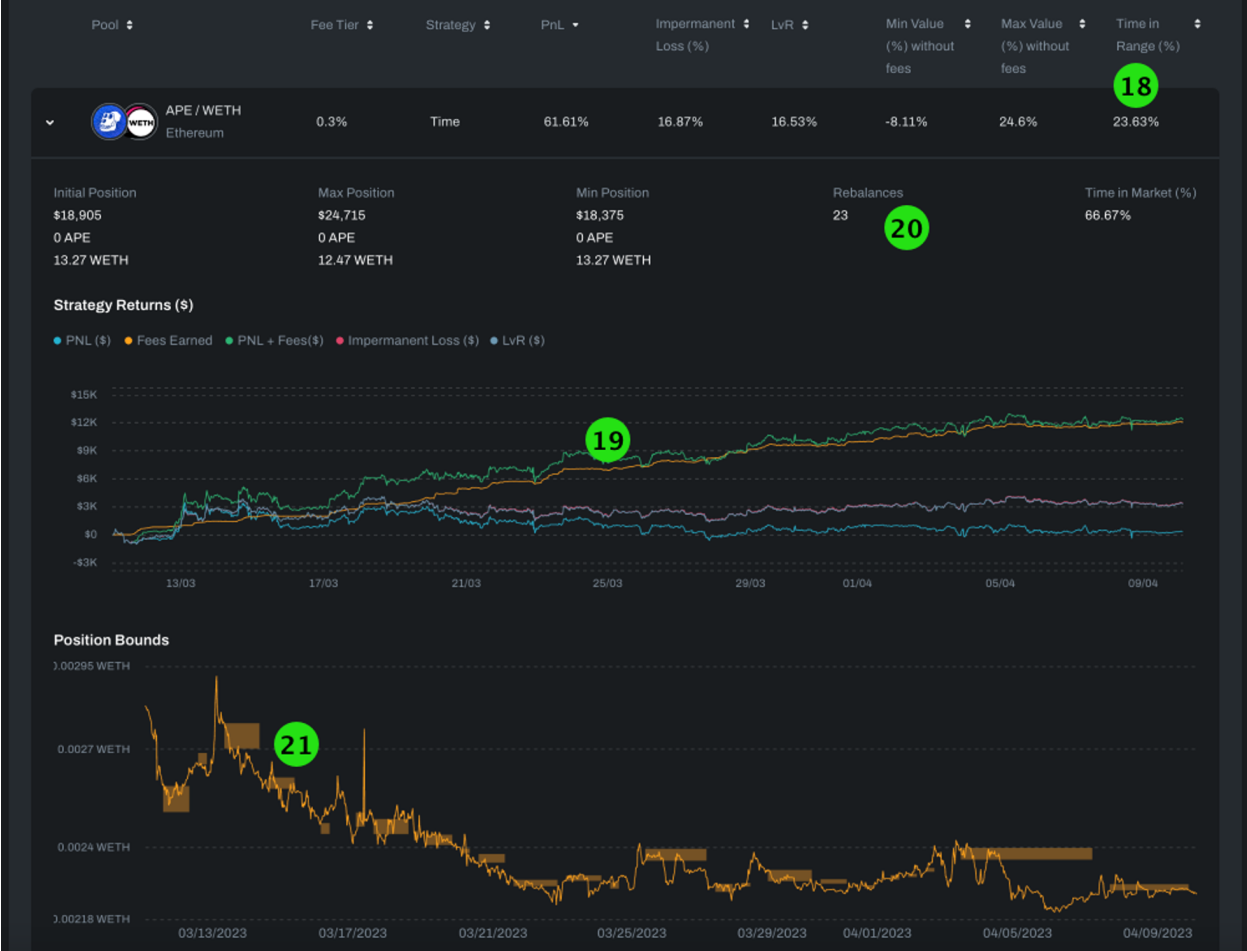 Pool Fee Tier Strategy PnL Impermanent Loss (%) LvR Min Value (%) without fees Max Value (%) without fees Time in Range (%)
18
APE / WETH
Ethereum
WETH
0.3% Time 61.61% 16.87% 16.53% -8.11% 24.6% 23.63%
Initial Position Max Position Min Position Rebalances Time in Market (%)
$18,905 $24,715 $18,375 23 66.67%
20
0 APE 0 APE 0 APE
13.27 WETH 12.47 WETH 13.27 WETH
Strategy Returns ($)
PNL ($) Fees Earned PNL + Fees($) Impermanent Loss ($) LvR ($)
$15K
$12K
19
$9K
$6K
$3K
$0
-$3K
13/03 17/03 21/03 25/03 29/03 01/04 05/04 09/04
Position Bounds
0.00295 WETH
21
0.0027 WETH
0.0024 WETH
0.00218 WETH
03/13/2023 03/17/2023 03/21/2023 03/25/2023 03/29/2023 04/01/2023 04/05/2023 04/09/2023